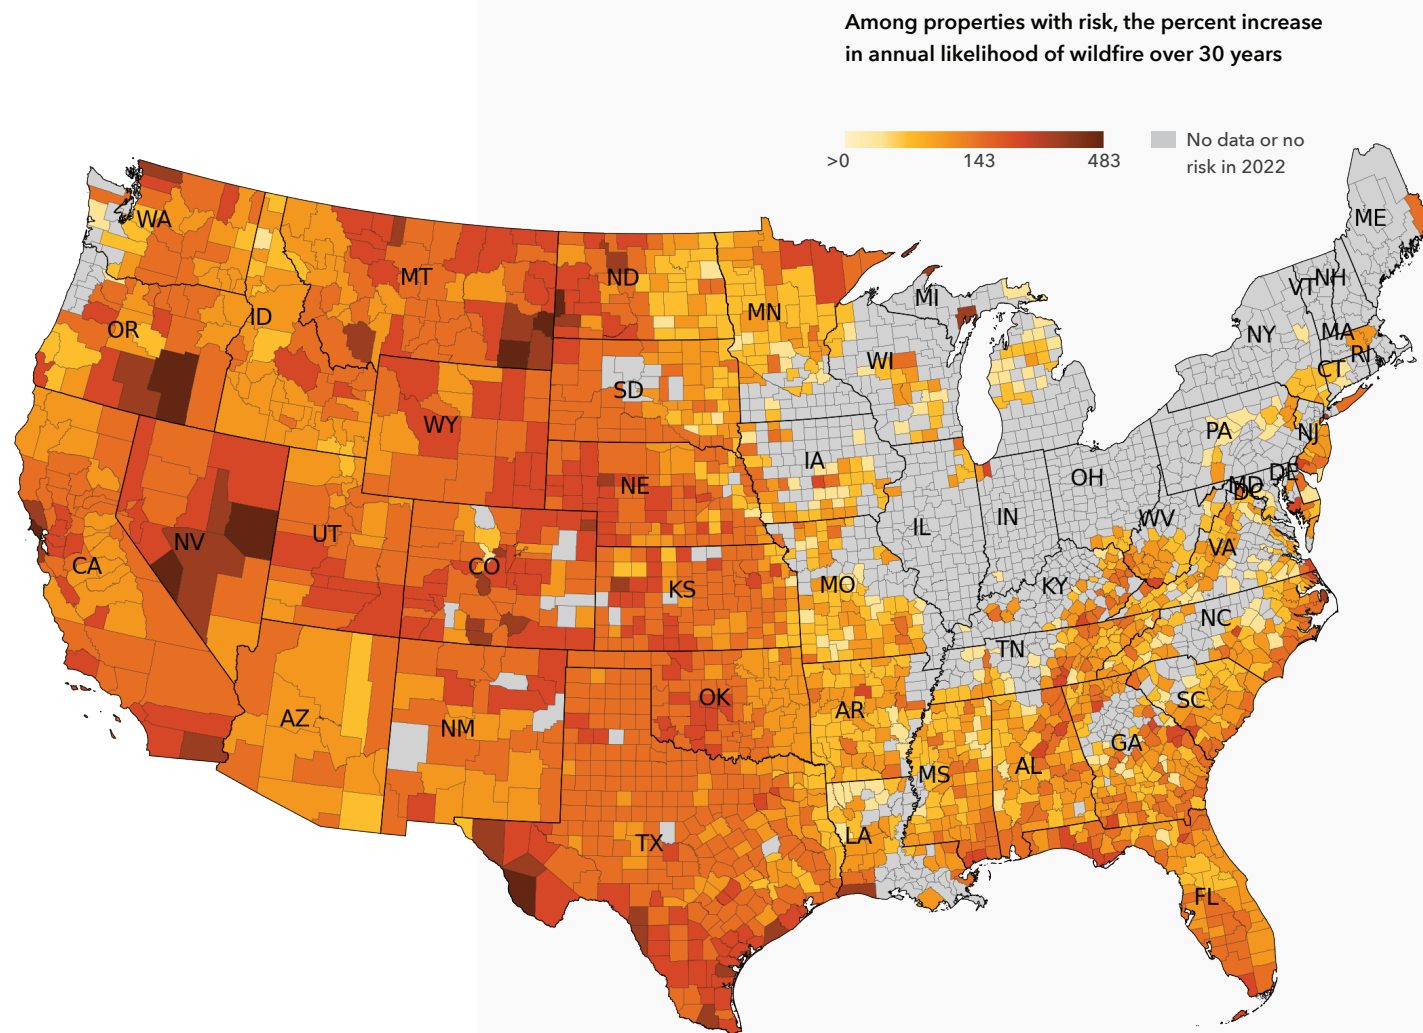 Among properties with risk, the percent increase
in annual likelihood of wildfire over 30 years
>0
143
483
No data or no
risk in 2022
WA
MT
ND
MN
MI
ME
VT
NH
NY
MA
RI
CT
OR
ID
WI
SD
WY
PA
NJ
IA
NE
OH
DE
MD
DC
IL
IN
WV
NV
UT
CO
KS
VA
CA
MO
KY
NC
TN
OK
AR
SC
AZ
NM
GA
AL
MS
TX
LA
FL